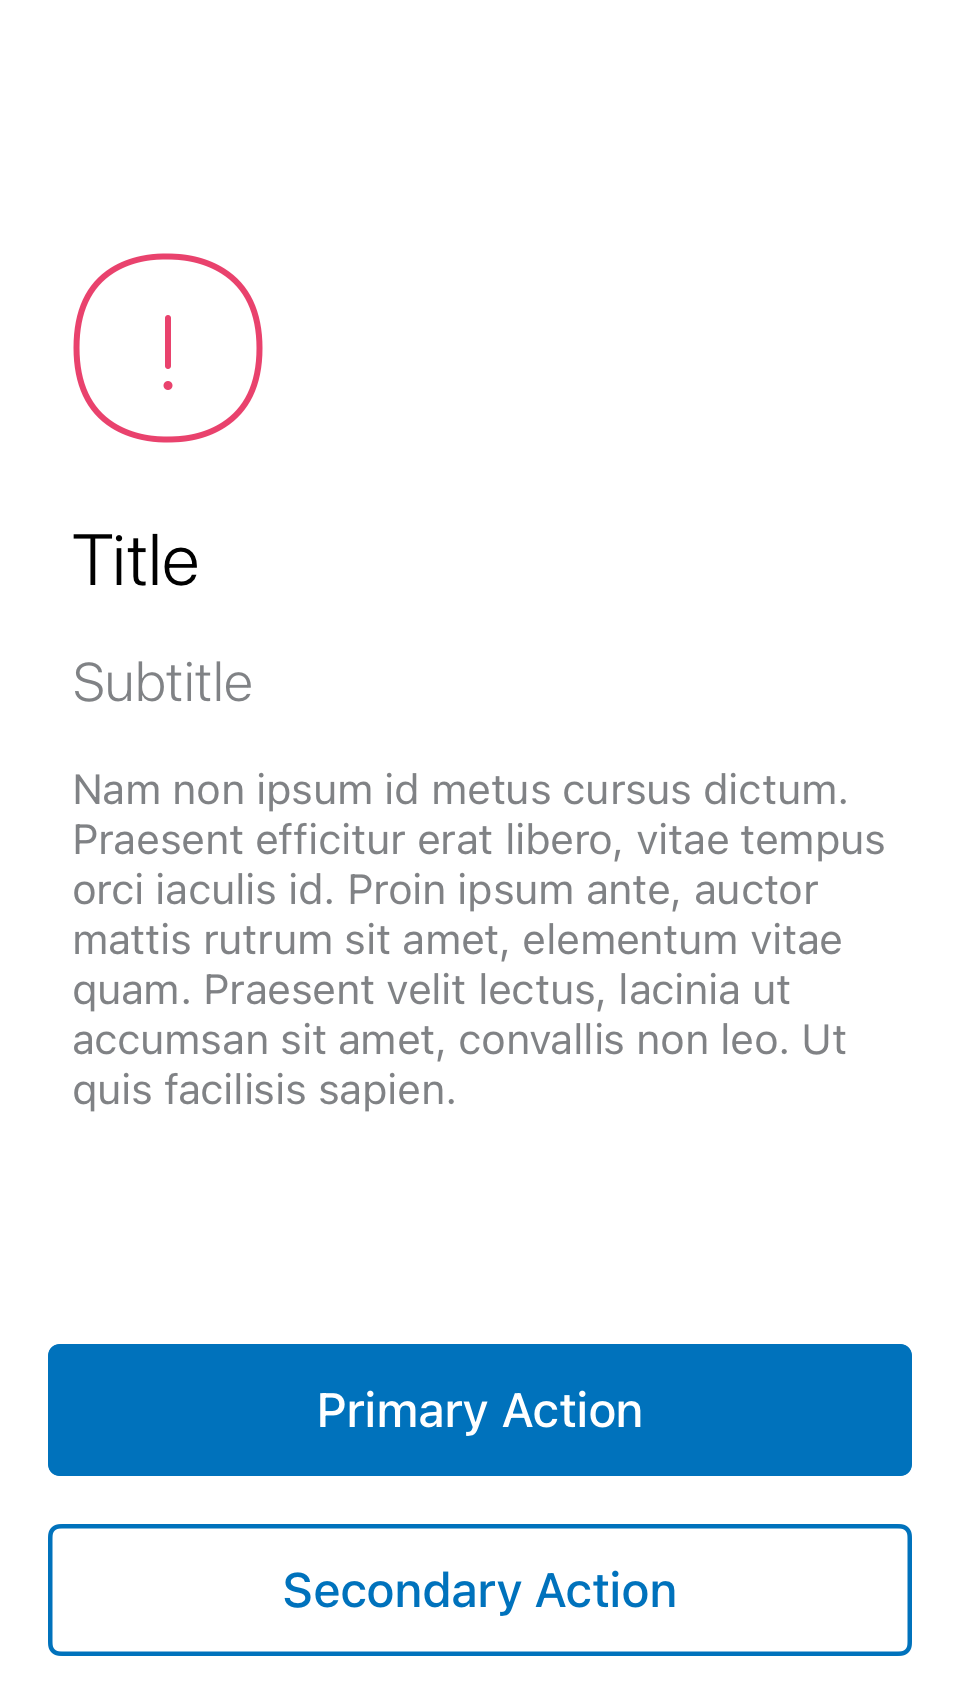 Title
Subtitle
Nam non ipsum id metus cursus dictum.
Praesent efficitur erat libero, vitae tempus
orci iaculis id. Proin ipsum ante, auctor
mattis rutrum sit amet, elementum vitae
quam. Praesent velit lectus, lacinia ut
accumsan sit amet, convallis non leo. Ut
quis facilisis sapien.
Primary Action
Secondary Action